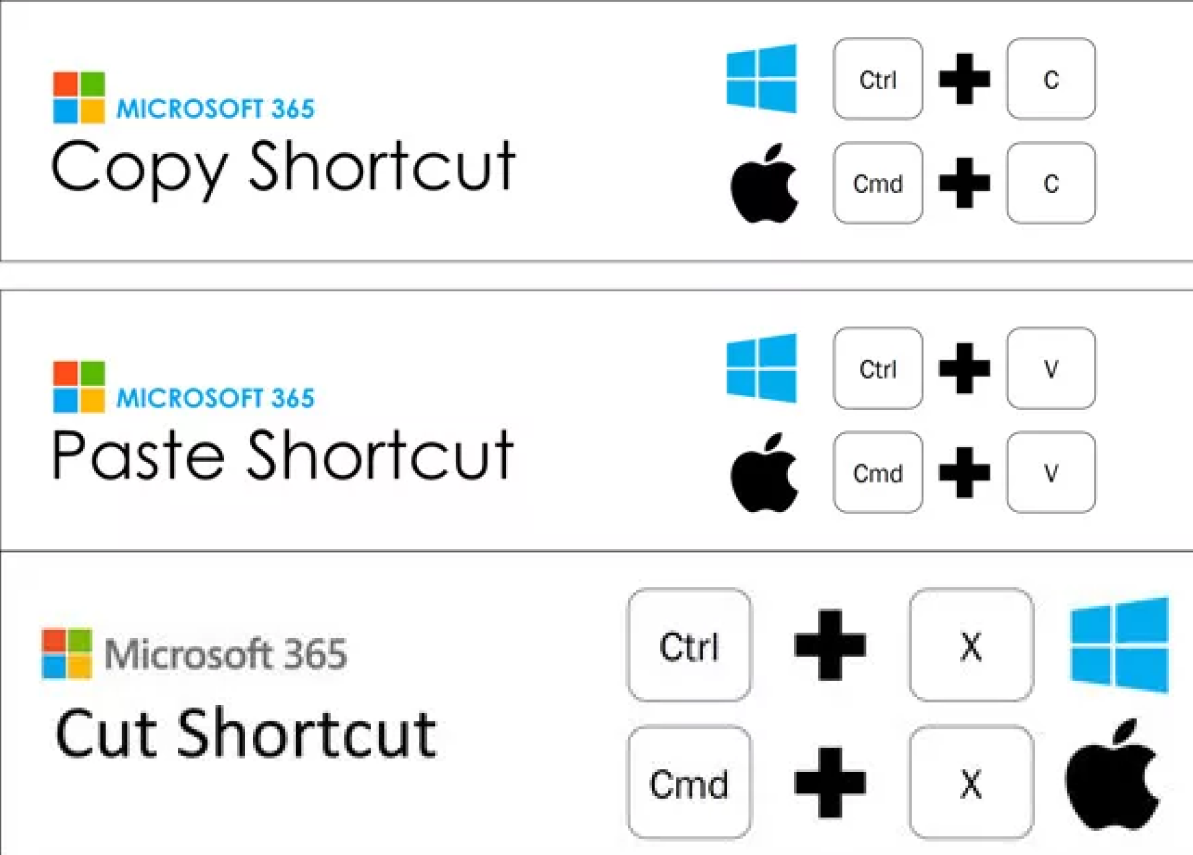 MICROSOFT 365
Copy Shortcut
Ctrl + C
Cmd + C
MICROSOFT 365
Paste Shortcut
Ctrl + V
Cmd + V
Microsoft 365
Cut Shortcut
Ctrl + X
Cmd + X